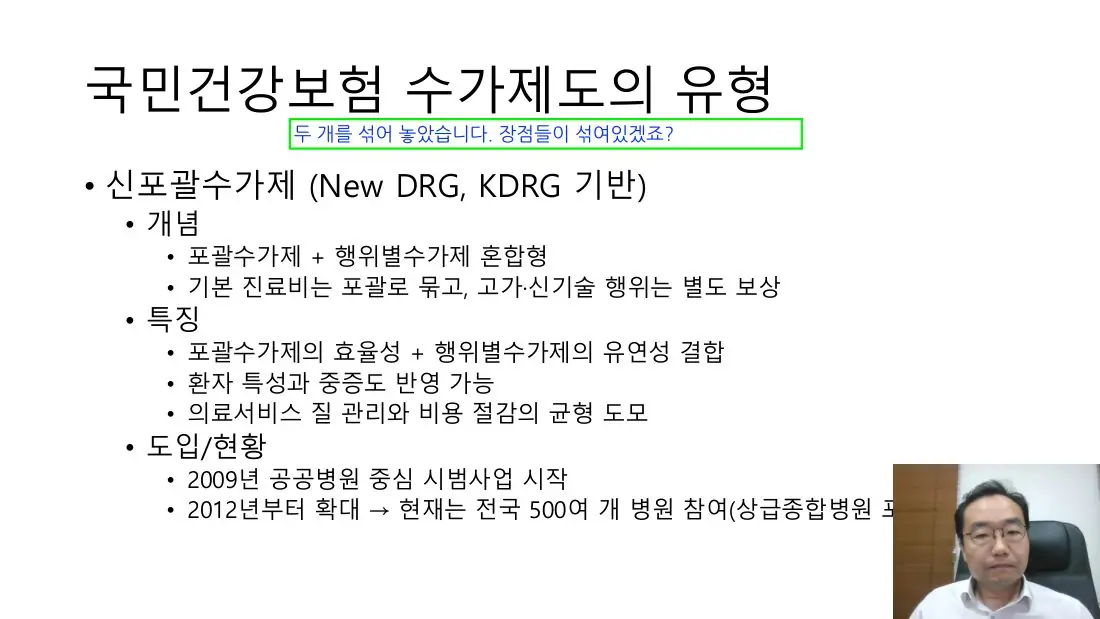 국민건강보험 수가제도의 유형
두 개를 섞어 놓았습니다. 장점들이 섞여있겠죠?
• 신포괄수가제 (New DRG, KDRG 기반)
• 개념
• 포괄수가제 + 행위별수가제 혼합형
• 기본 진료비는 포괄로 묶고, 고가·신기술 행위는 별도 보상
• 특징
• 포괄수가제의 효율성 + 행위별수가제의 유연성 결합
• 환자 특성과 중증도 반영 가능
• 의료서비스 질 관리와 비용 절감의 균형 도모
• 도입/현황
• 2009년 공공병원 중심 시범사업 시작
• 2012년부터 확대 → 현재는 전국 500여 개 병원 참여(상급종합병원